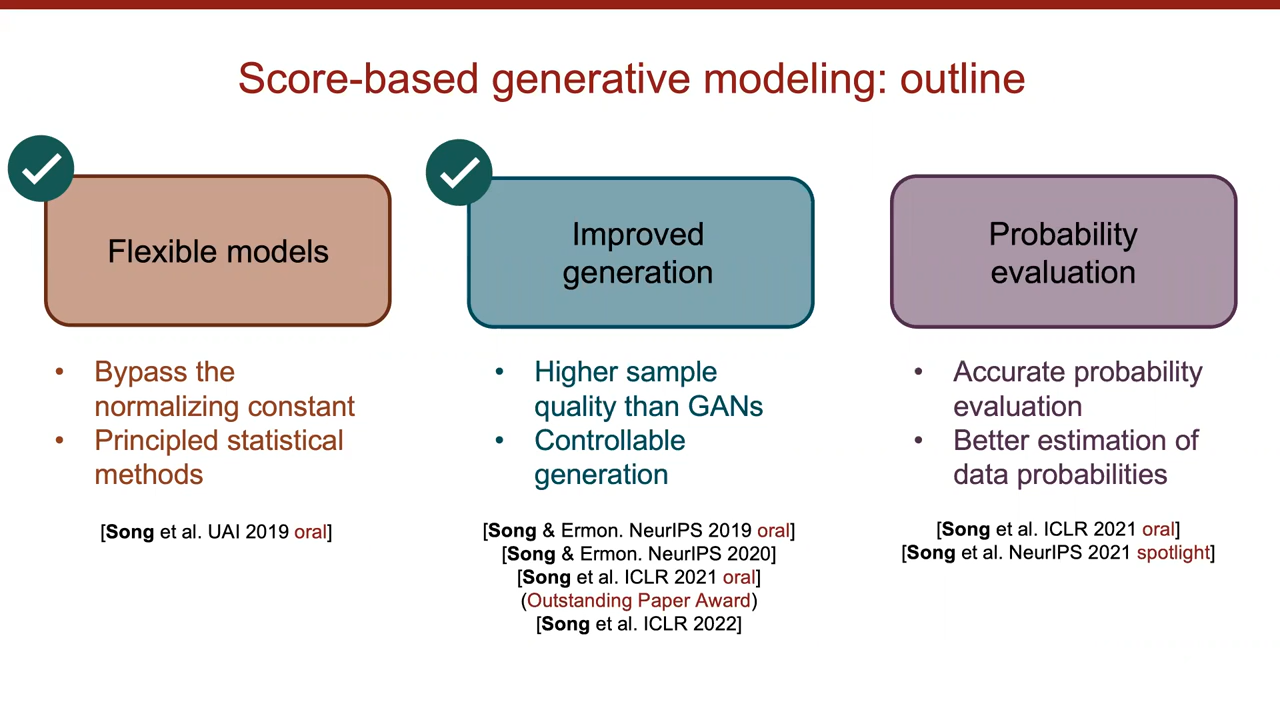 Score-based generative modeling: outline
Flexible models
• Bypass the
normalizing constant
• Principled statistical
methods
[Song et al. UAI 2019 oral]
Improved
generation
• Higher sample
quality than GANs
• Controllable
generation
[Song & Ermon. NeurIPS 2019 oral]
[Song & Ermon. NeurIPS 2020]
[Song et al. ICLR 2021 oral]
(Outstanding Paper Award)
[Song et al. ICLR 2022]
Probability
evaluation
• Accurate probability
evaluation
• Better estimation of
data probabilities
[Song et al. ICLR 2021 oral]
[Song et al. NeurIPS 2021 spotlight]